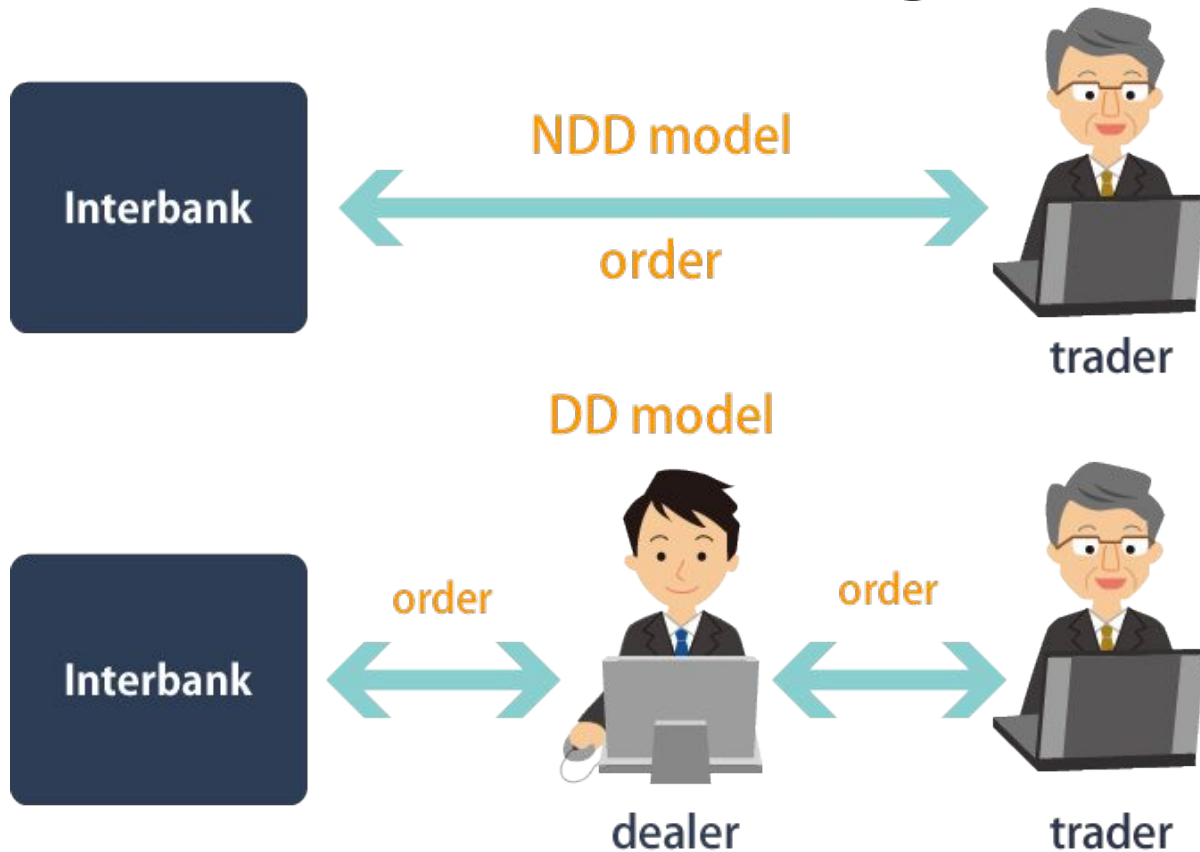 NDD model
Interbank
order
trader
DD model
order
order
Interbank
dealer
trader